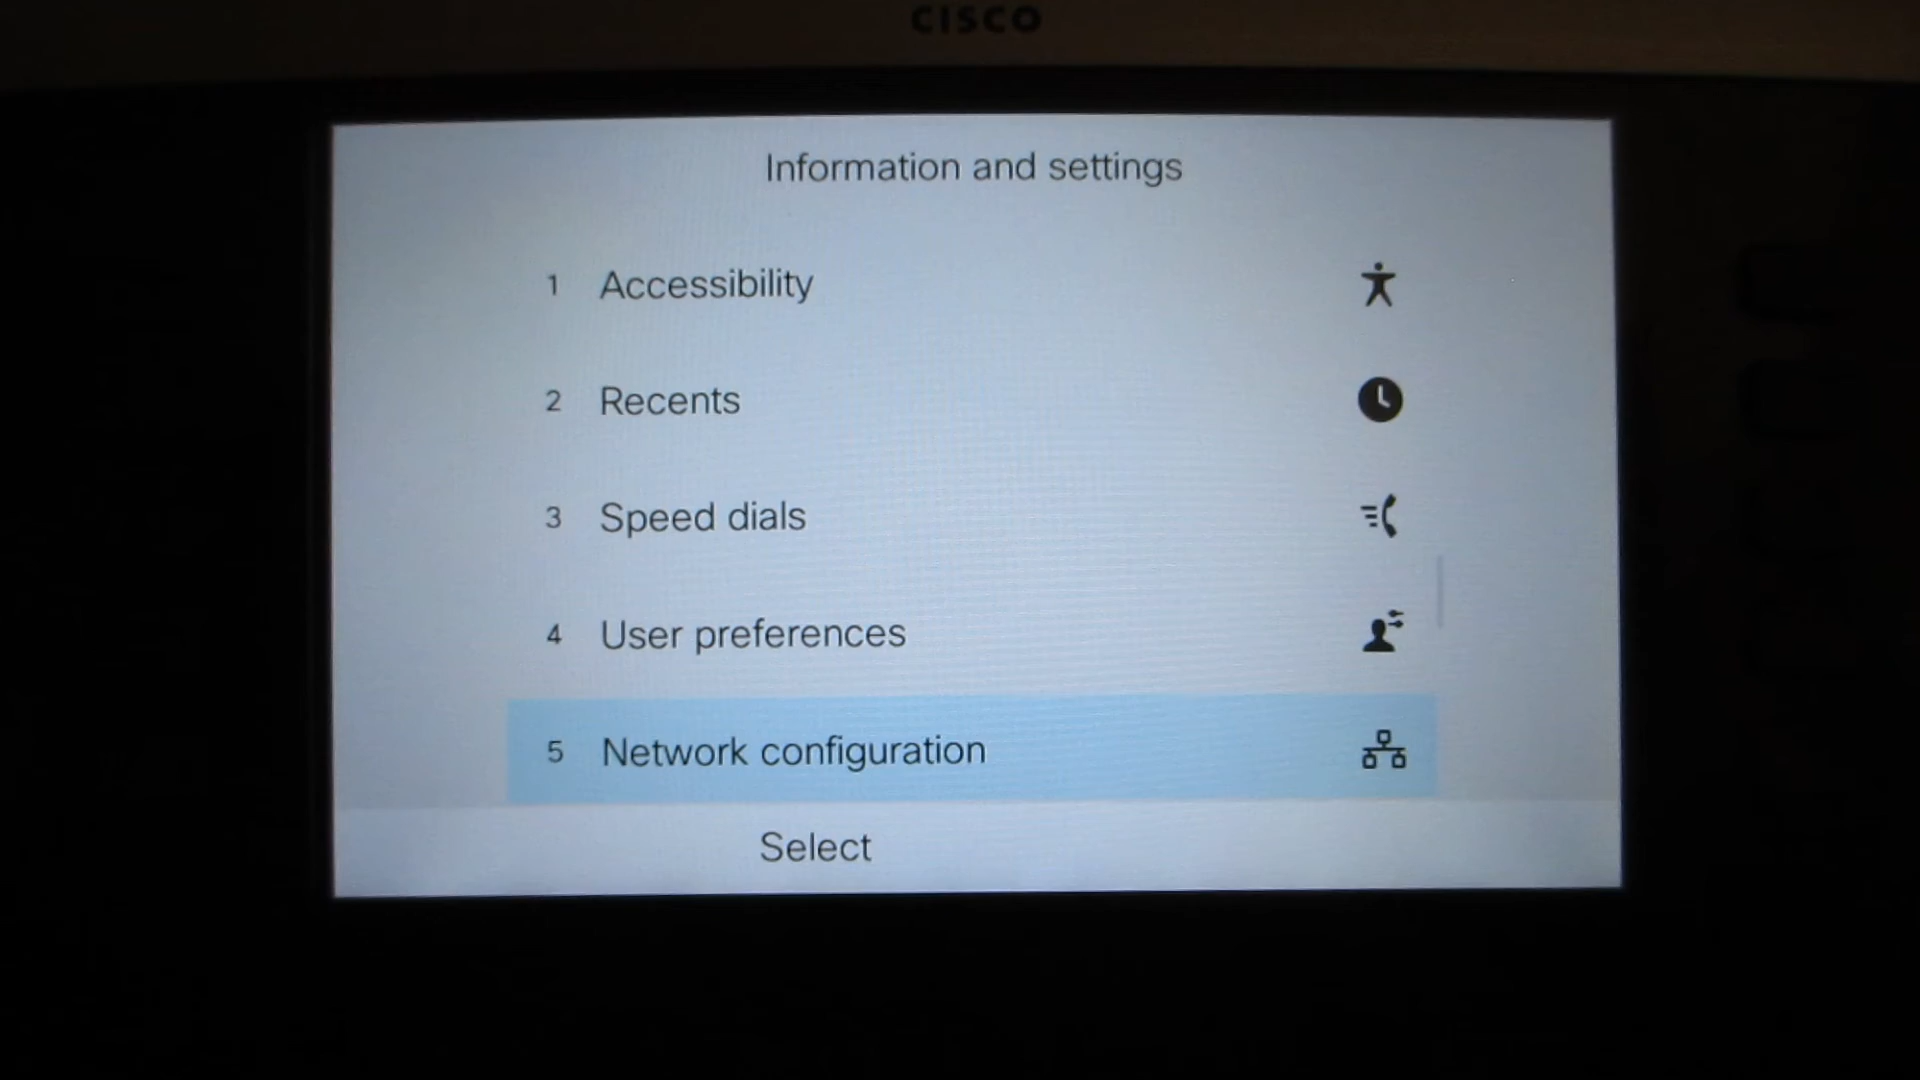 CISCO
Information and settings
1 Accessibility
2 Recents
3 Speed dials
4 User preferences
5 Network configuration
Select